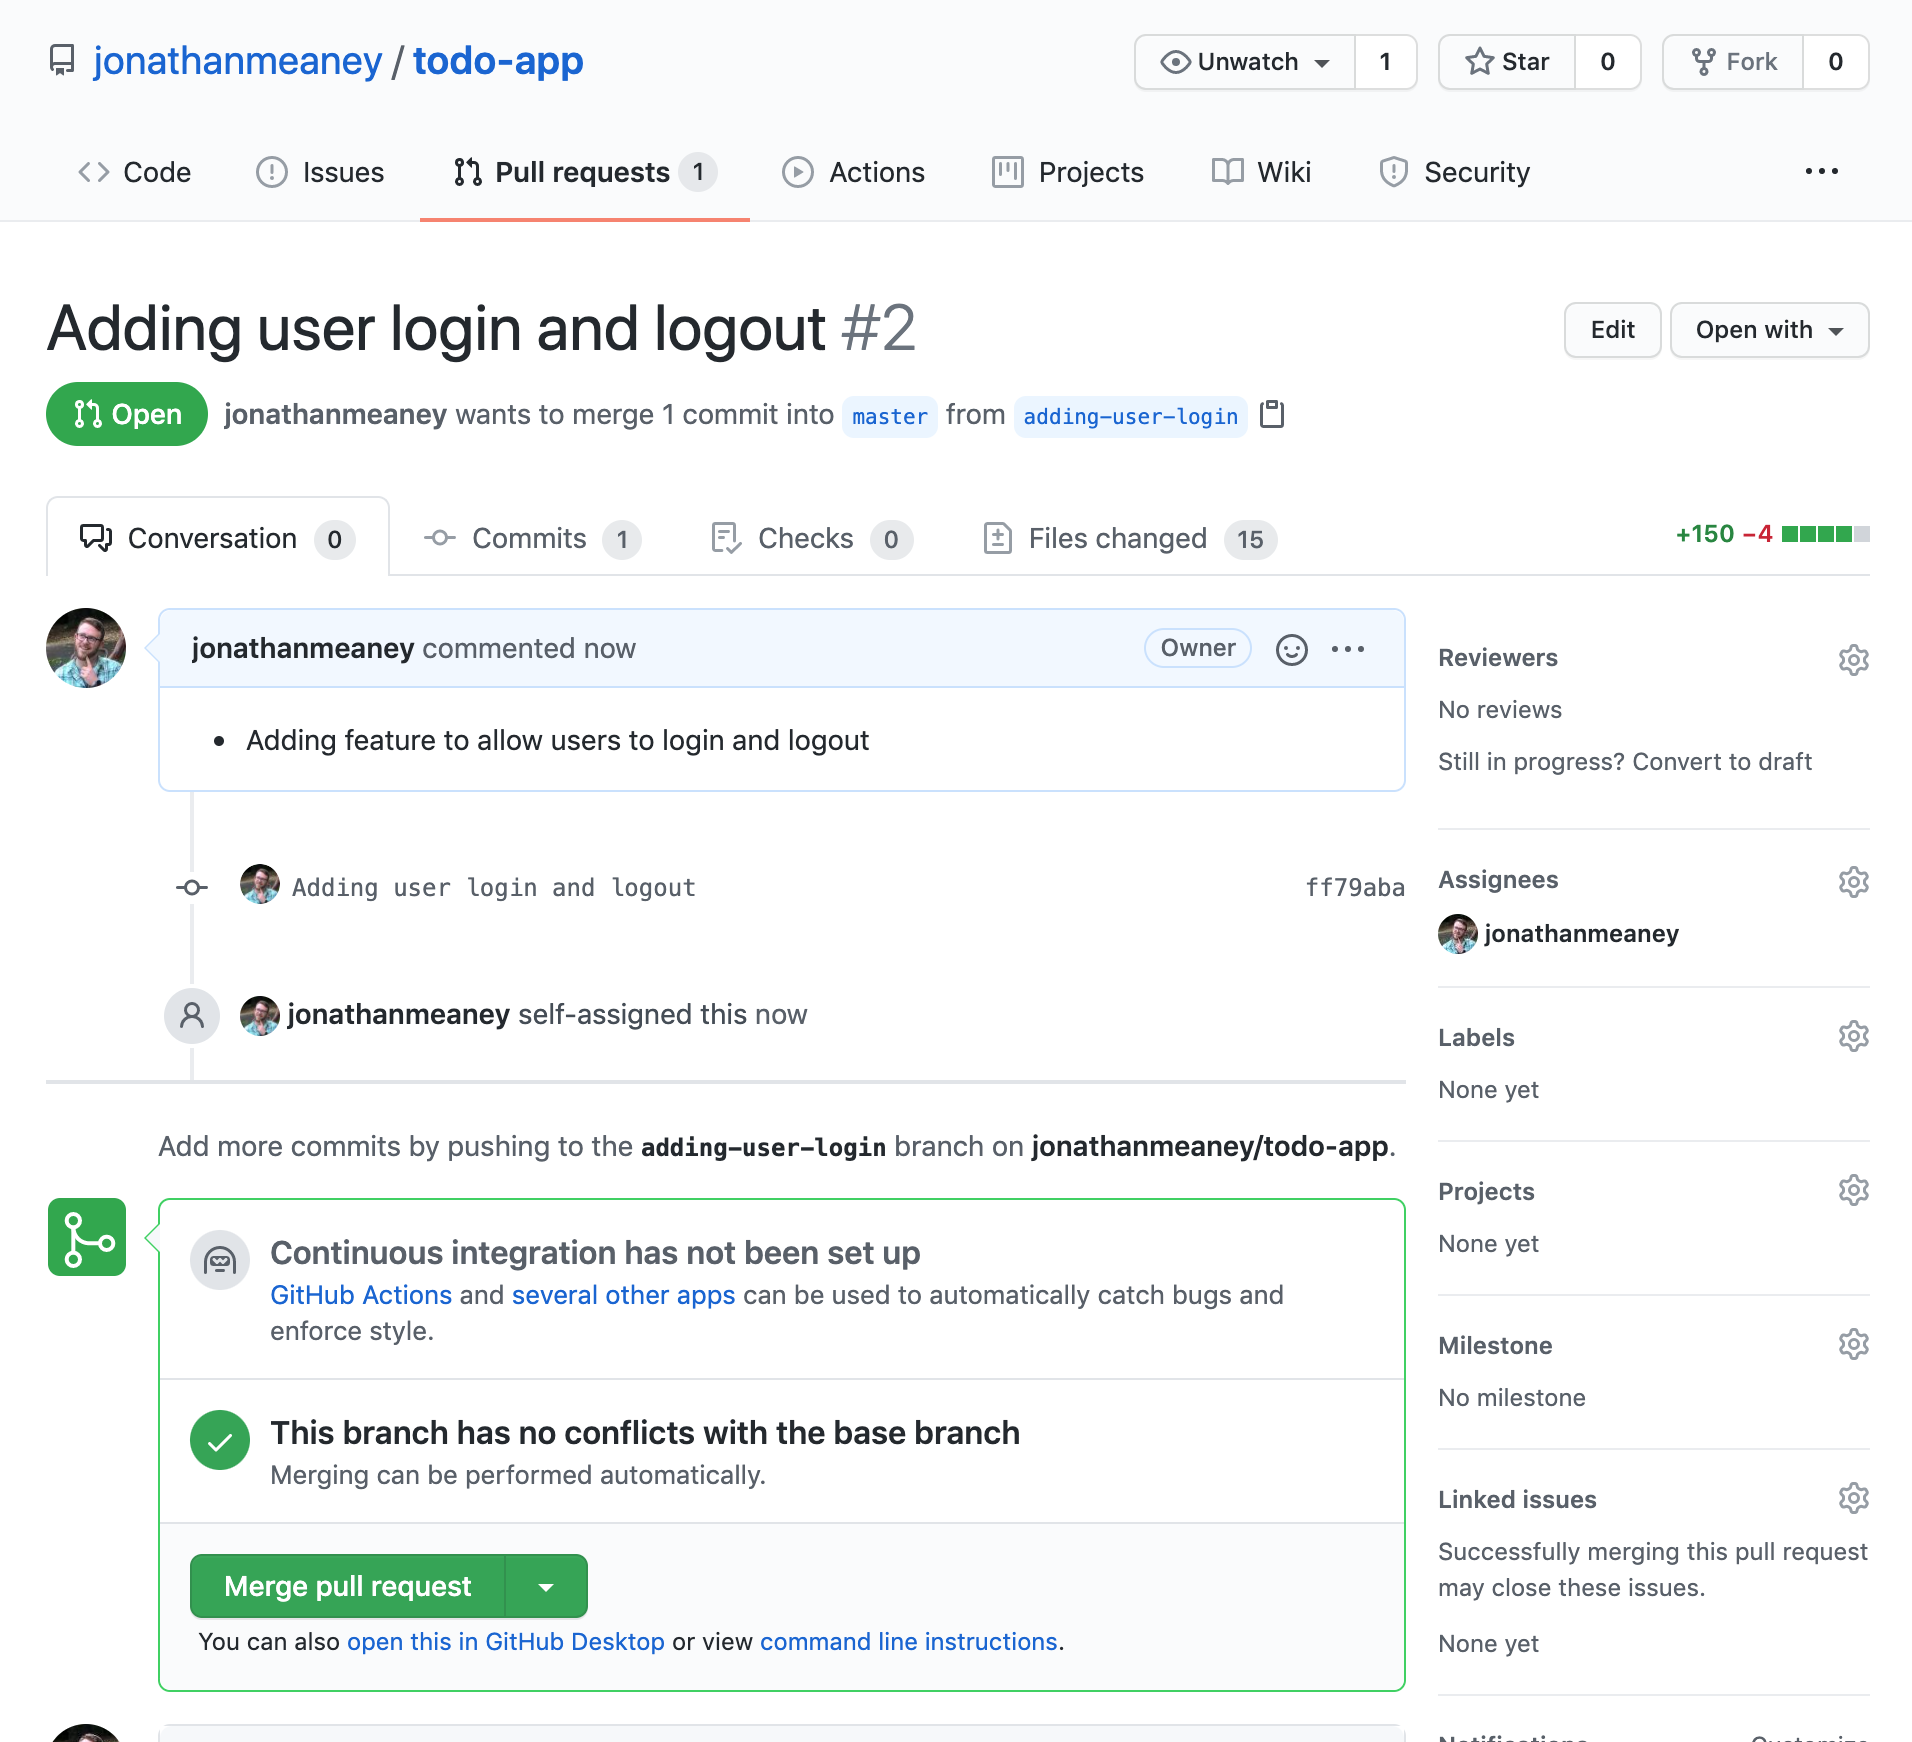 jonathanmeaney / todo-app
Unwatch 1 Star 0 Fork 0
Code Issues Pull requests 1 Actions Projects Wiki Security ...
Adding user login and logout #2
Edit Open with
Open jonathanmeaney wants to merge 1 commit into master from adding-user-login
Conversation 0 Commits 1 Checks 0 Files changed 15
+150 −4
jonathanmeaney commented now
Owner ...
• Adding feature to allow users to login and logout
Adding user login and logout ff79aba
jonathanmeaney self-assigned this now
Add more commits by pushing to the adding-user-login branch on jonathanmeaney/todo-app.
Continuous integration has not been set up
GitHub Actions and several other apps can be used to automatically catch bugs and
enforce style.
This branch has no conflicts with the base branch
Merging can be performed automatically.
Merge pull request
You can also open this in GitHub Desktop or view command line instructions.
Reviewers
No reviews
Still in progress? Convert to draft
Assignees
jonathanmeaney
Labels
None yet
Projects
None yet
Milestone
No milestone
Linked issues
Successfully merging this pull request
may close these issues.
None yet
Notifications Customize